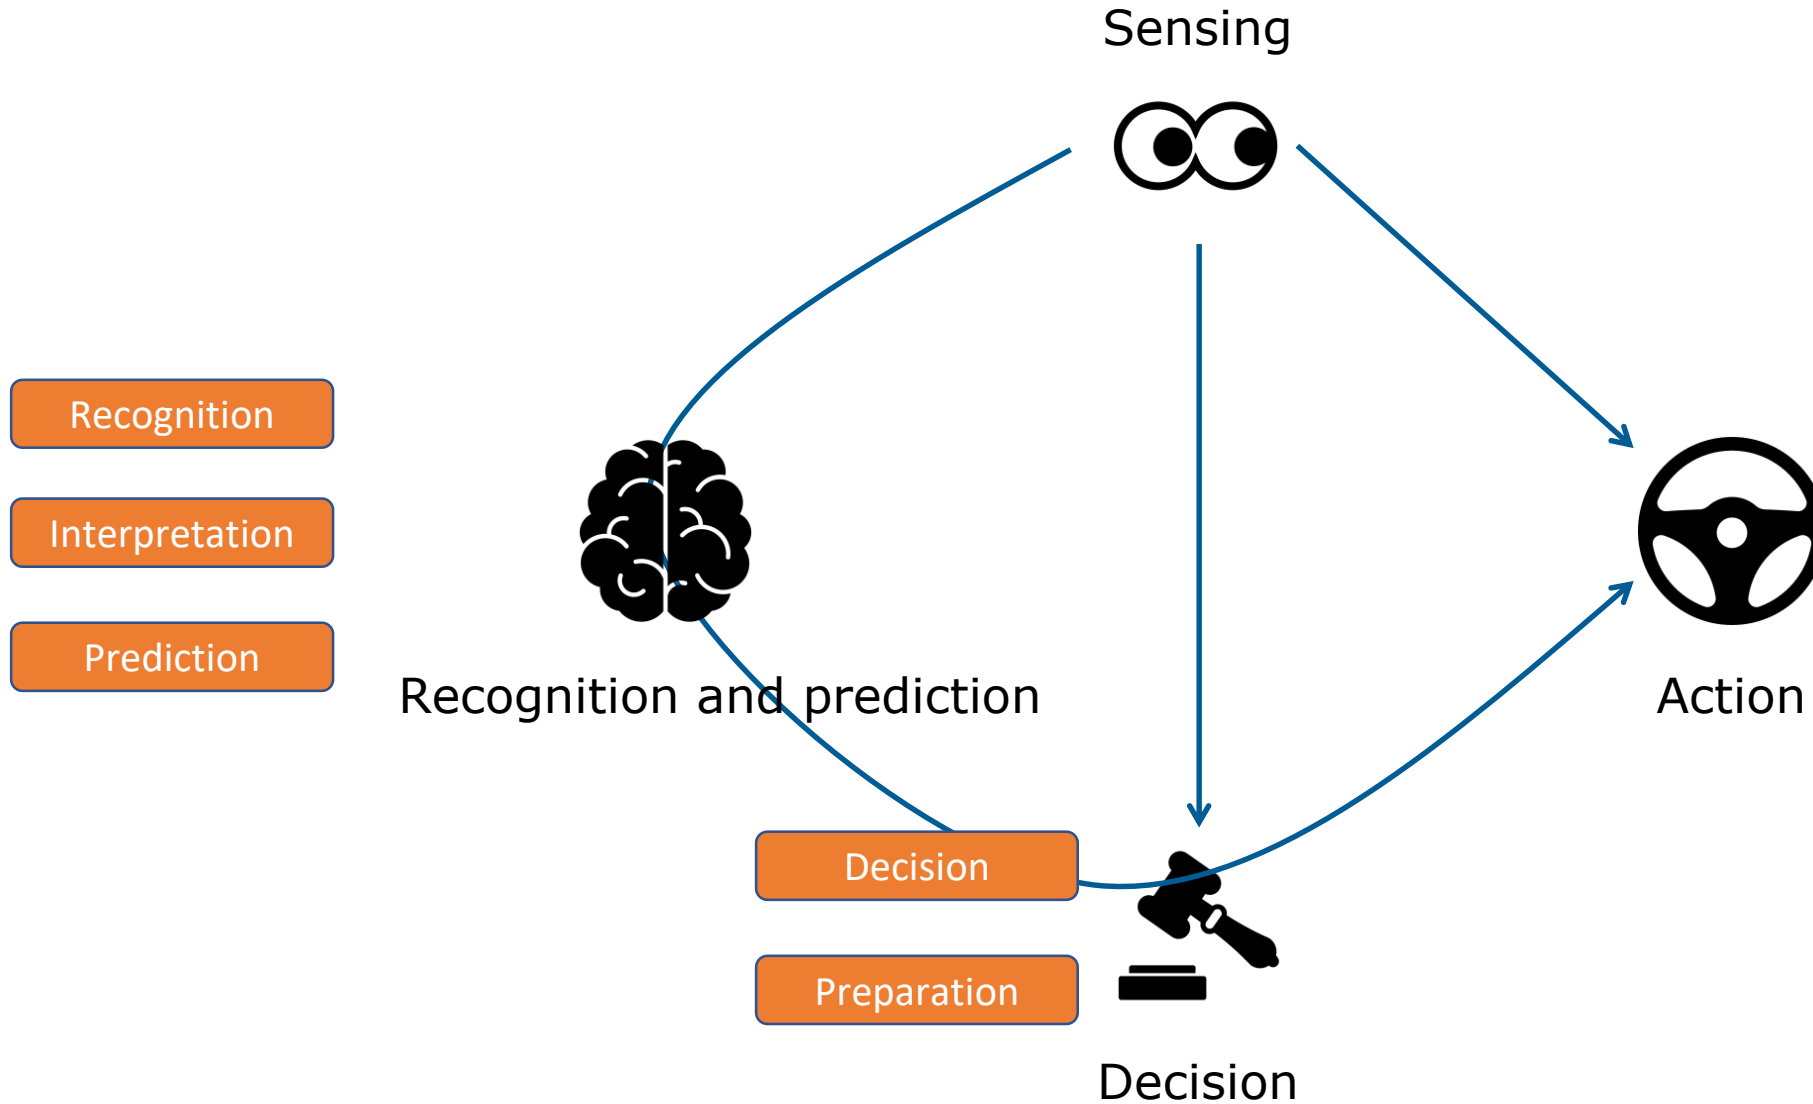 Sensing
Recognition
Interpretation
Prediction
Recognition and prediction
Action
Decision
Preparation
Decision